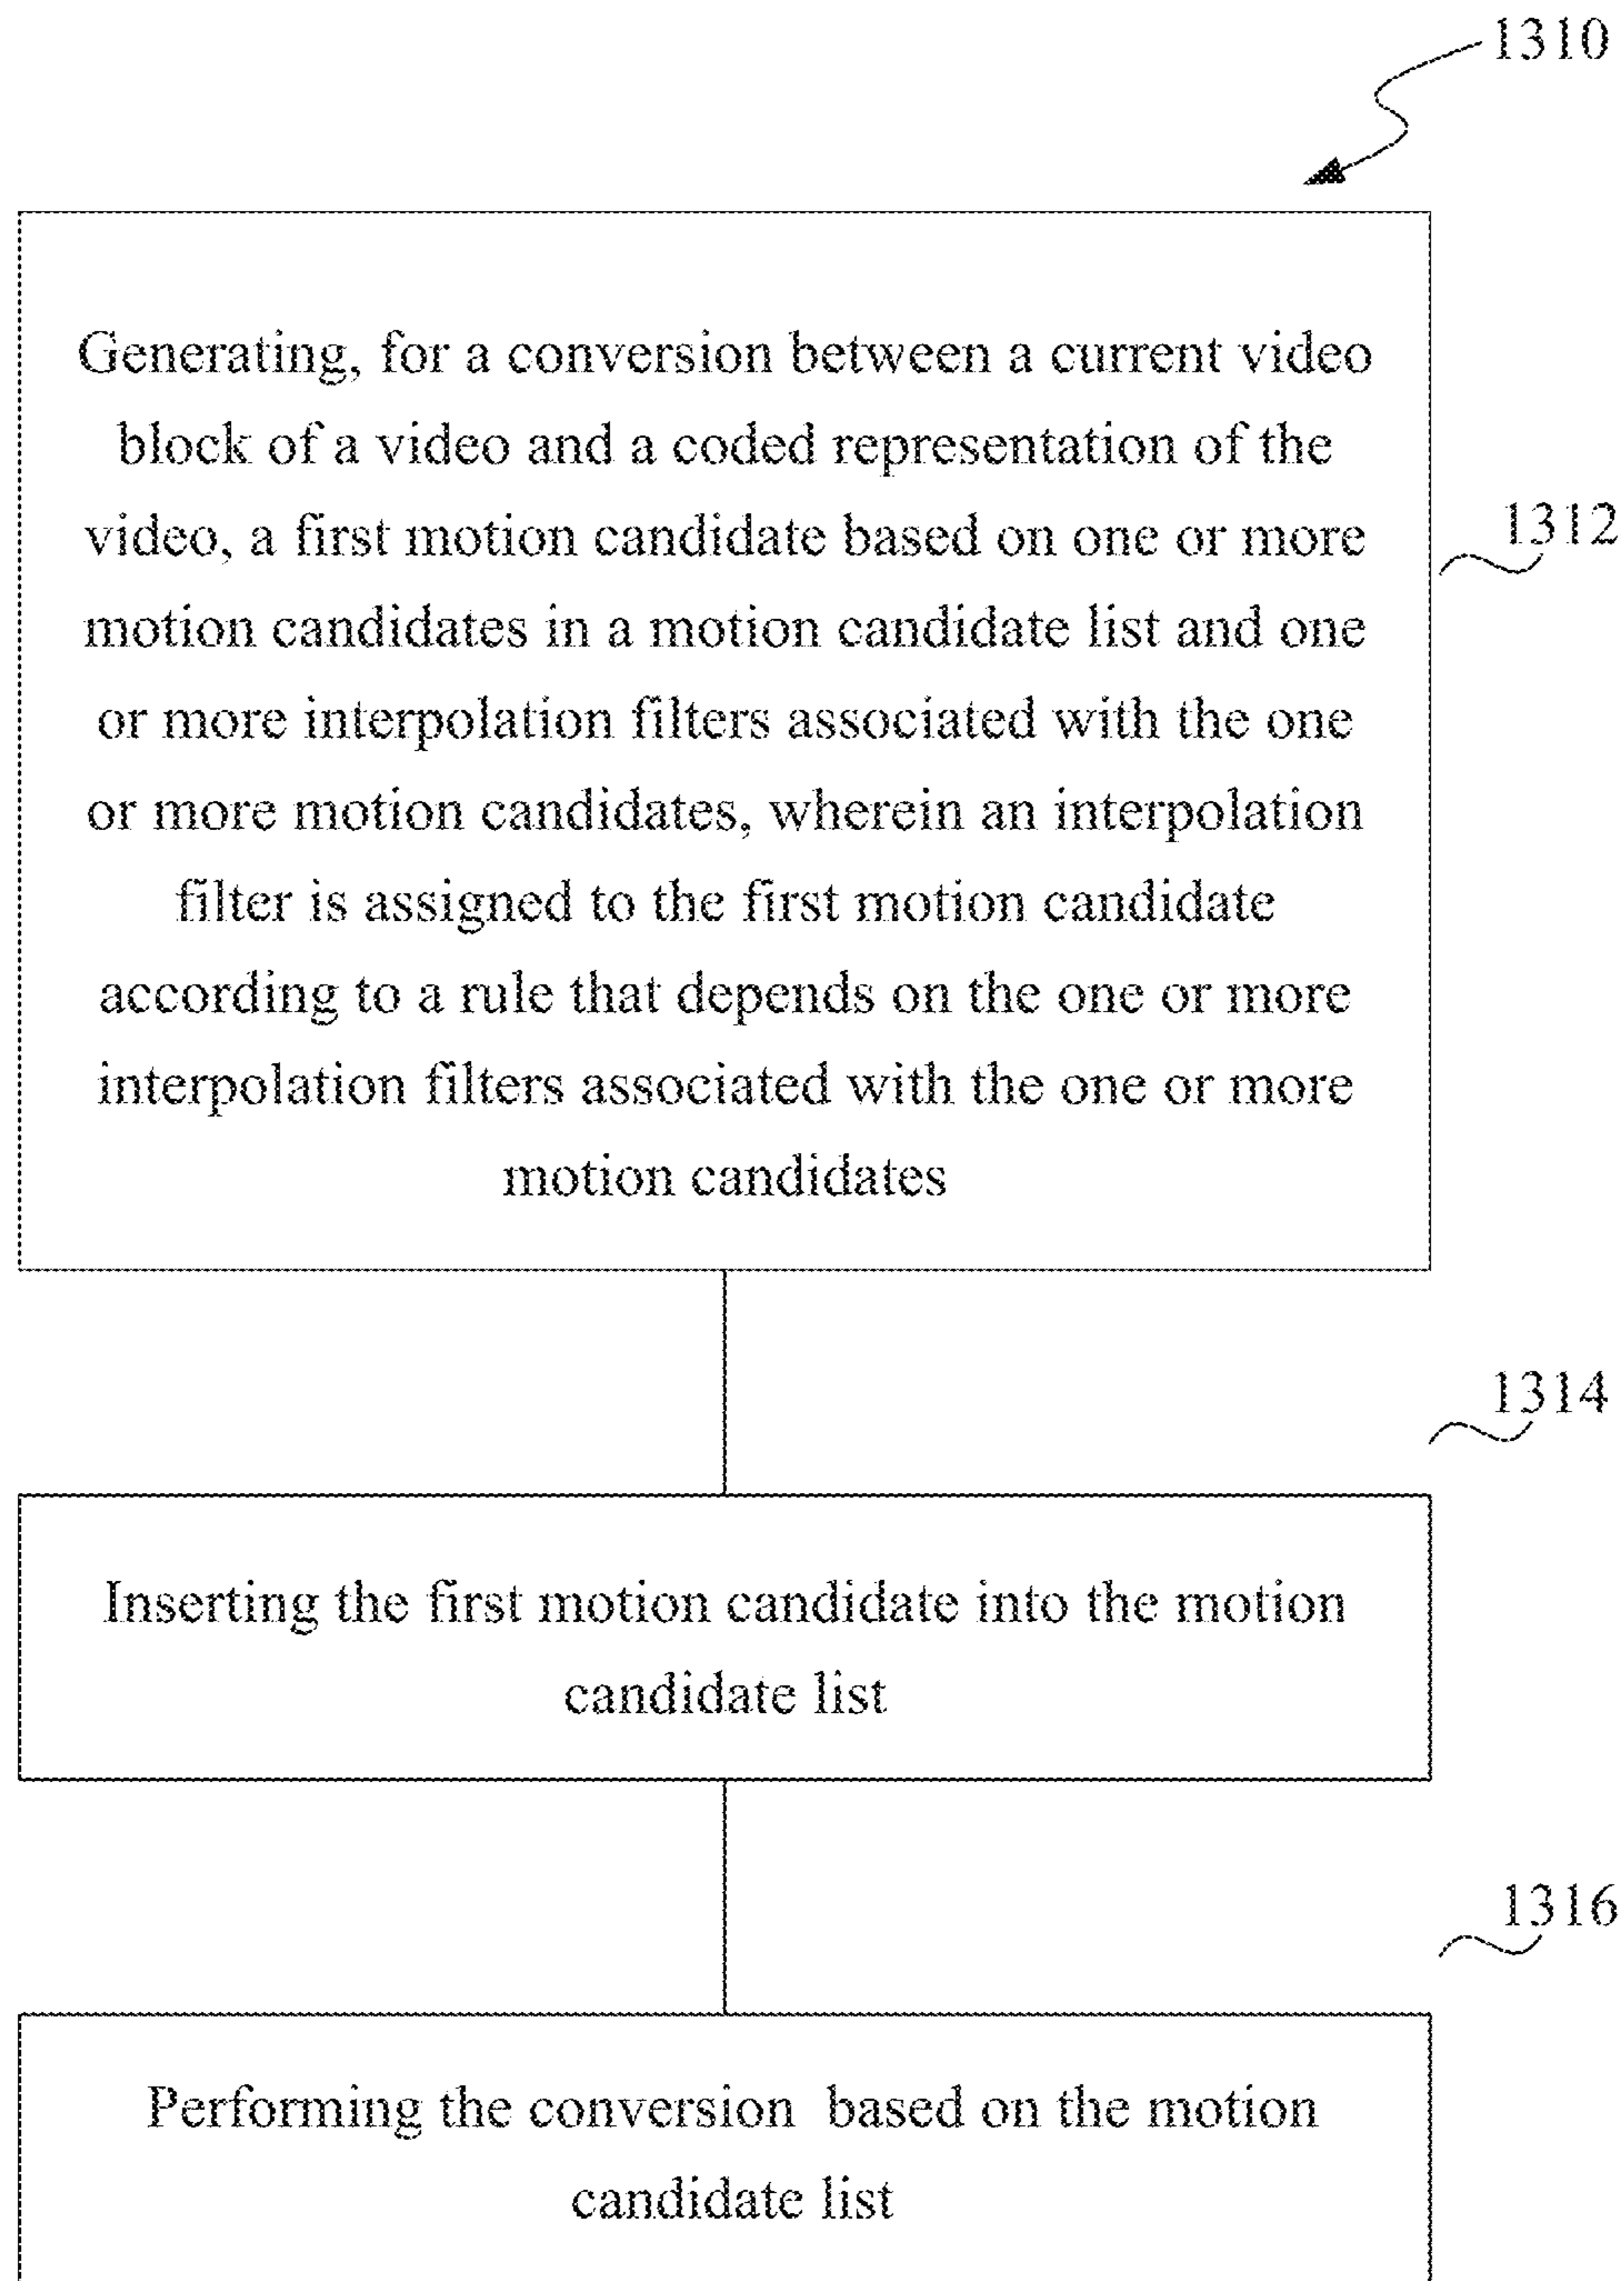 1310
Generating, for a conversion between a current video
block of a video and a coded representation of the
video, a first motion candidate based on one or more
1312
motion candidates in a motion candidate list and one
or more interpolation filters associated with the one
or more motion candidates, wherein an interpolation
filter is assigned to the first motion candidate
according to a rule that depends on the one or more
interpolation filters associated with the one or more
motion candidates
1314
Inserting the first motion candidate into the motion
candidate list
1316
Performing the conversion based on the motion
candidate list